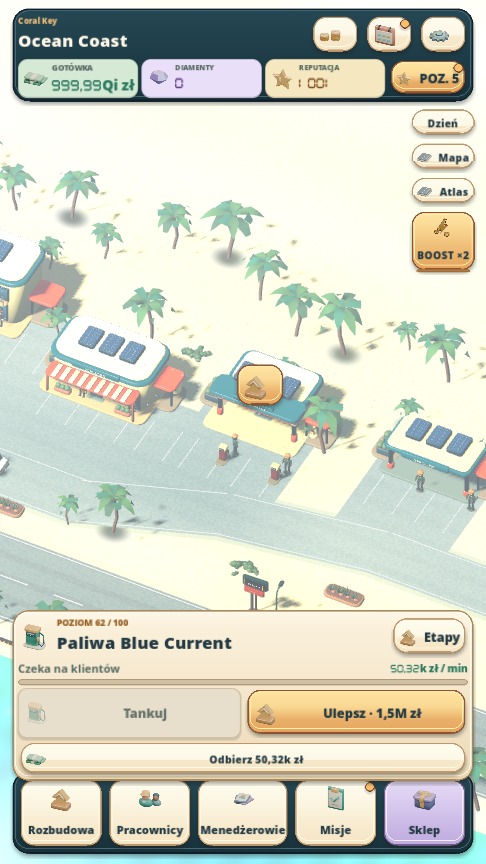 Coral Key
Ocean Coast
GOTÓWKA
999,99Qi zł
DIAMENTY
0
REPUTACJA
POZ. 5
Dzień
Mapa
Atlas
BOOST ×2
POZIOM 62 / 100
Paliwa Blue Current
Etapy
Czeka na klientów
50,32k zł / min
Tankuj
Ulepsz · 1,5M zł
Odbierz 50,32k zł
Rozbudowa
Pracownicy
Menedżerowie
Misje
Sklep